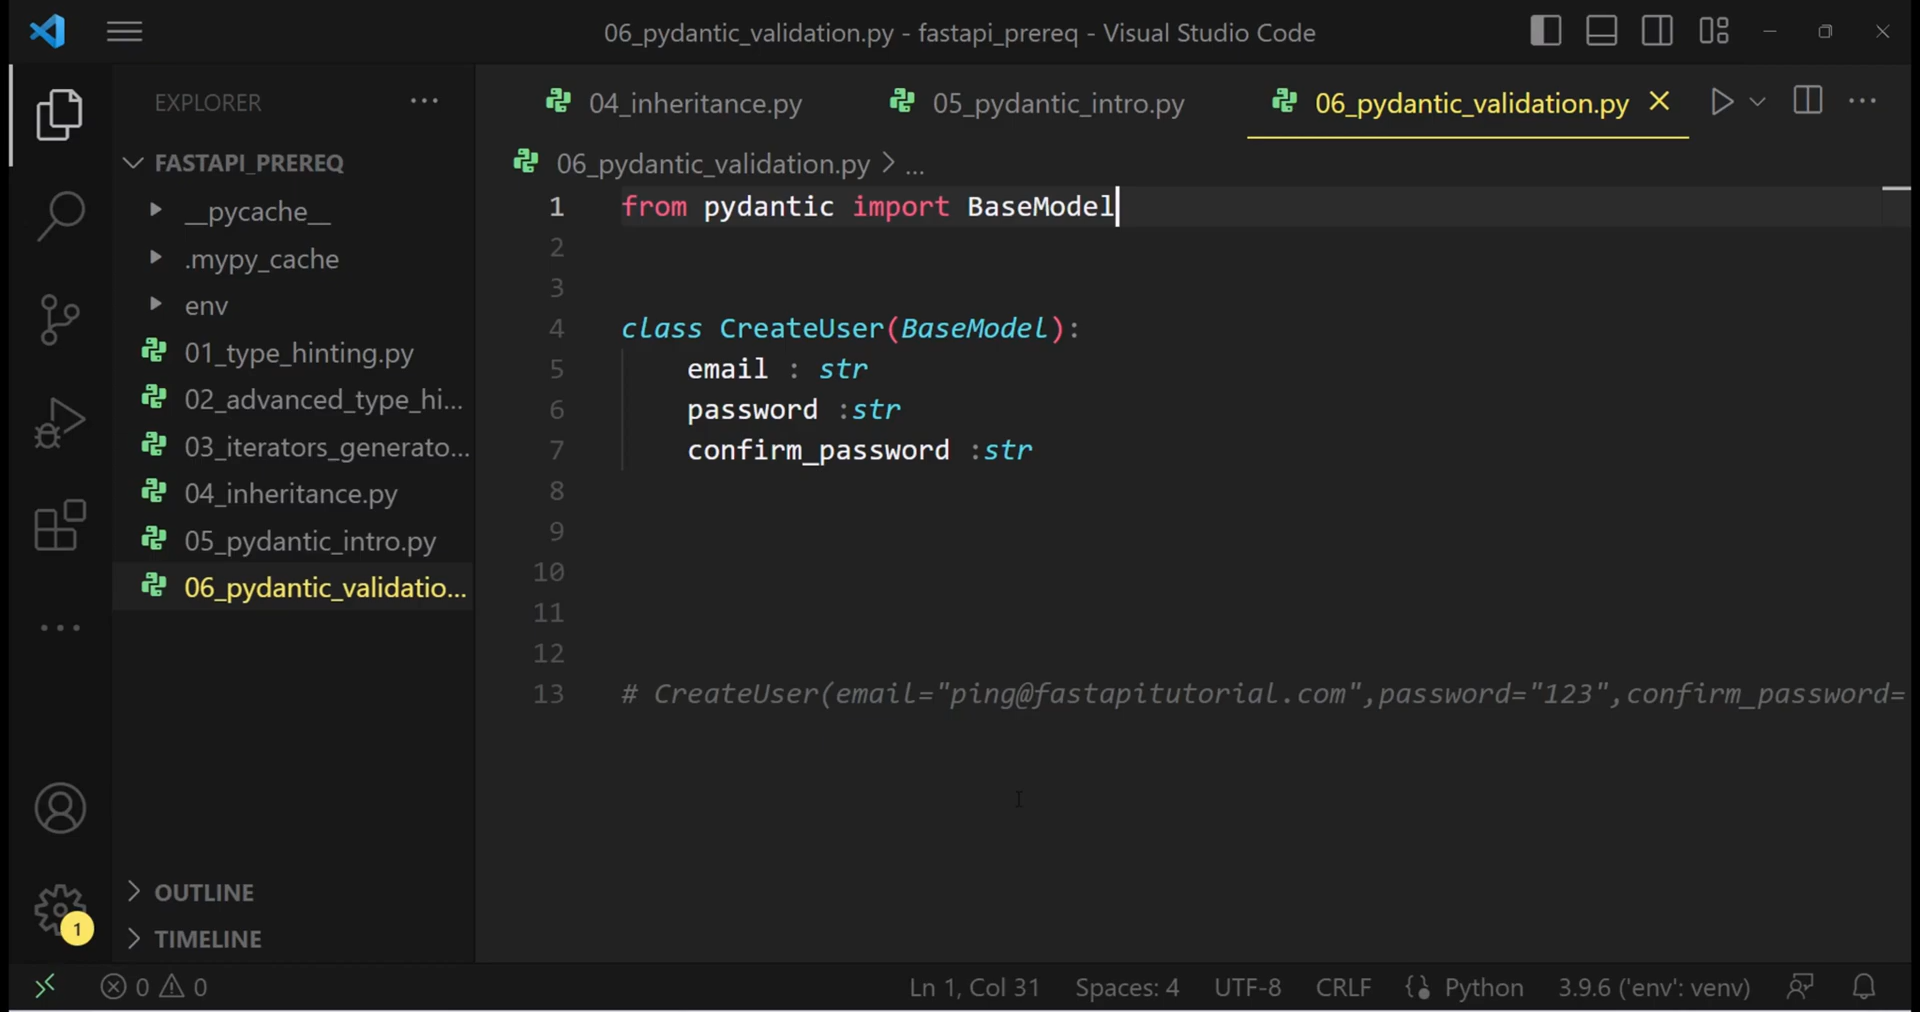 06_pydantic_validation.py - fastapi_prereq - Visual Studio Code
EXPLORER
FASTAPI_PREREQ
__pycache__
.mypy_cache
env
01_type_hinting.py
02_advanced_type_hi...
03_iterators_generato...
04_inheritance.py
05_pydantic_intro.py
06_pydantic_validatio...
OUTLINE
TIMELINE
1
04_inheritance.py 05_pydantic_intro.py 06_pydantic_validation.py
06_pydantic_validation.py > ...
1 from pydantic import BaseModel
2
3
4 class CreateUser(BaseModel):
5 email : str
6 password :str
7 confirm_password :str
8
9
10
11
12
13 # CreateUser(email="ping@fastapitutorial.com",password="123",confirm_password=
0 0 Ln 1, Col 31 Spaces: 4 UTF-8 CRLF Python 3.9.6 ('env': venv)